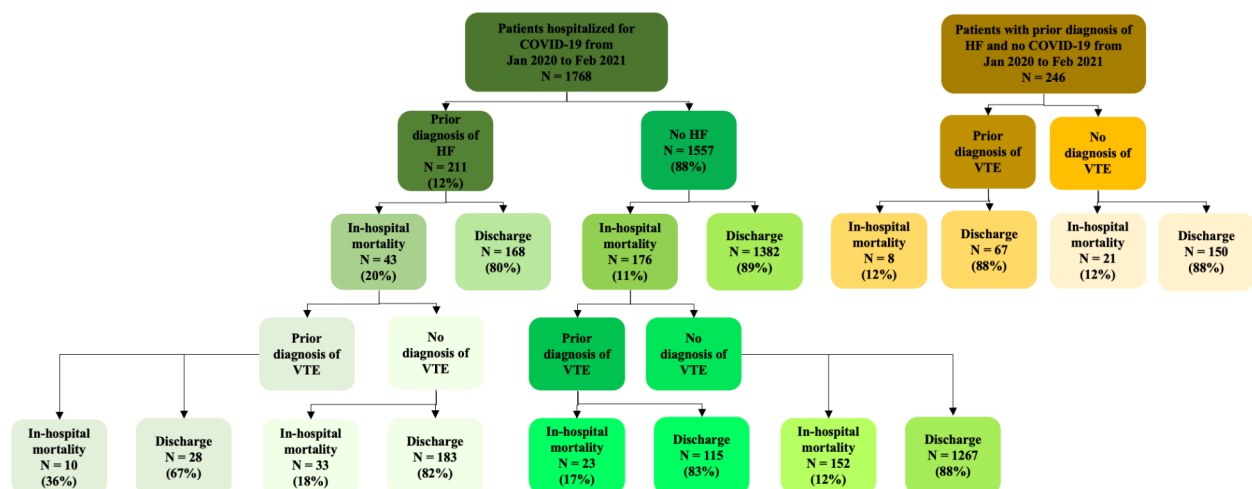 Patients hospitalized for
COVID-19 from
Jan 2020 to Feb 2021
N = 1768
Patients with prior diagnosis of
HF and no COVID-19 from
Jan 2020 to Feb 2021
N = 246
Prior
diagnosis of
HF
N = 211
(12%)
No HF
N = 1557
(88%)
Prior
diagnosis of
VTE
No
diagnosis of
VTE
In-hospital
mortality
N = 43
(20%)
Discharge
N = 168
(80%)
In-hospital
mortality
N = 176
(11%)
Discharge
N = 1382
(89%)
In-hospital
mortality
N = 8
(12%)
Discharge
N = 67
(88%)
In-hospital
mortality
N = 21
(12%)
Discharge
N = 150
(88%)
Prior
diagnosis of
VTE
No
diagnosis of
VTE
Prior
diagnosis of
VTE
No
diagnosis of
VTE
In-hospital
mortality
N = 10
(36%)
Discharge
N = 28
(67%)
In-hospital
mortality
N = 33
(18%)
Discharge
N = 183
(82%)
In-hospital
mortality
N = 23
(17%)
Discharge
N = 115
(83%)
In-hospital
mortality
N = 152
(12%)
Discharge
N = 1267
(88%)